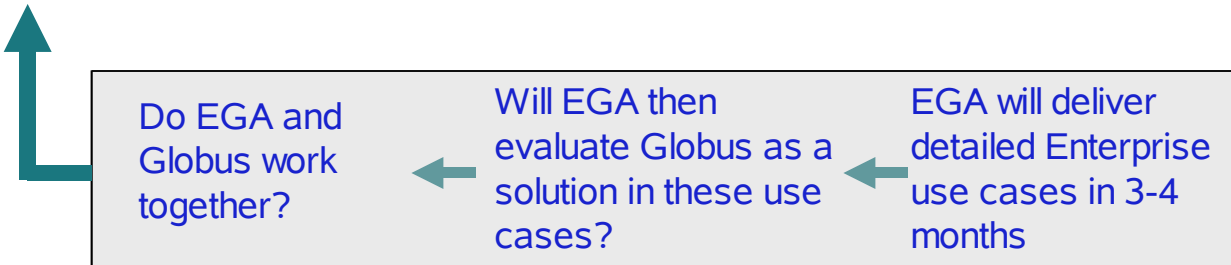 Do EGA and
Globus work
together?
Will EGA then
evaluate Globus as a
solution in these use
cases?
EGA will deliver
detailed Enterprise
use cases in 3-4
months